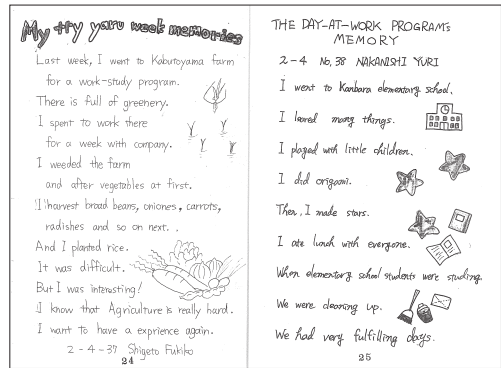 My try yaru week memories
Last week, I went to Kabutoyama farm
for a work-study program.
There is full of greenery.
I spent to work there
for a week with company.
I weeded the farm
and after vegetables at first.
I harvest broad beans, oniones, carrots,
radishes and so on next. .
And I planted rice.
It was difficult.
But I was interesting!
I know that Agriculture is really hard.
I want to have a exprience again.
2-4-37 Shigeto Fukiko
24
THE DAY-AT-WORK PROGRAM's
MEMORY
2-4 No,38 NAKANISHI YURI
I went to Kanbara elementary school.
I leared many things.
I played with little children.
I did origami.
Then, I made stars.
I ate lunch with everyone.
When elementary school students were studing.
We were cleaning up.
We had very fulfilling days.
25